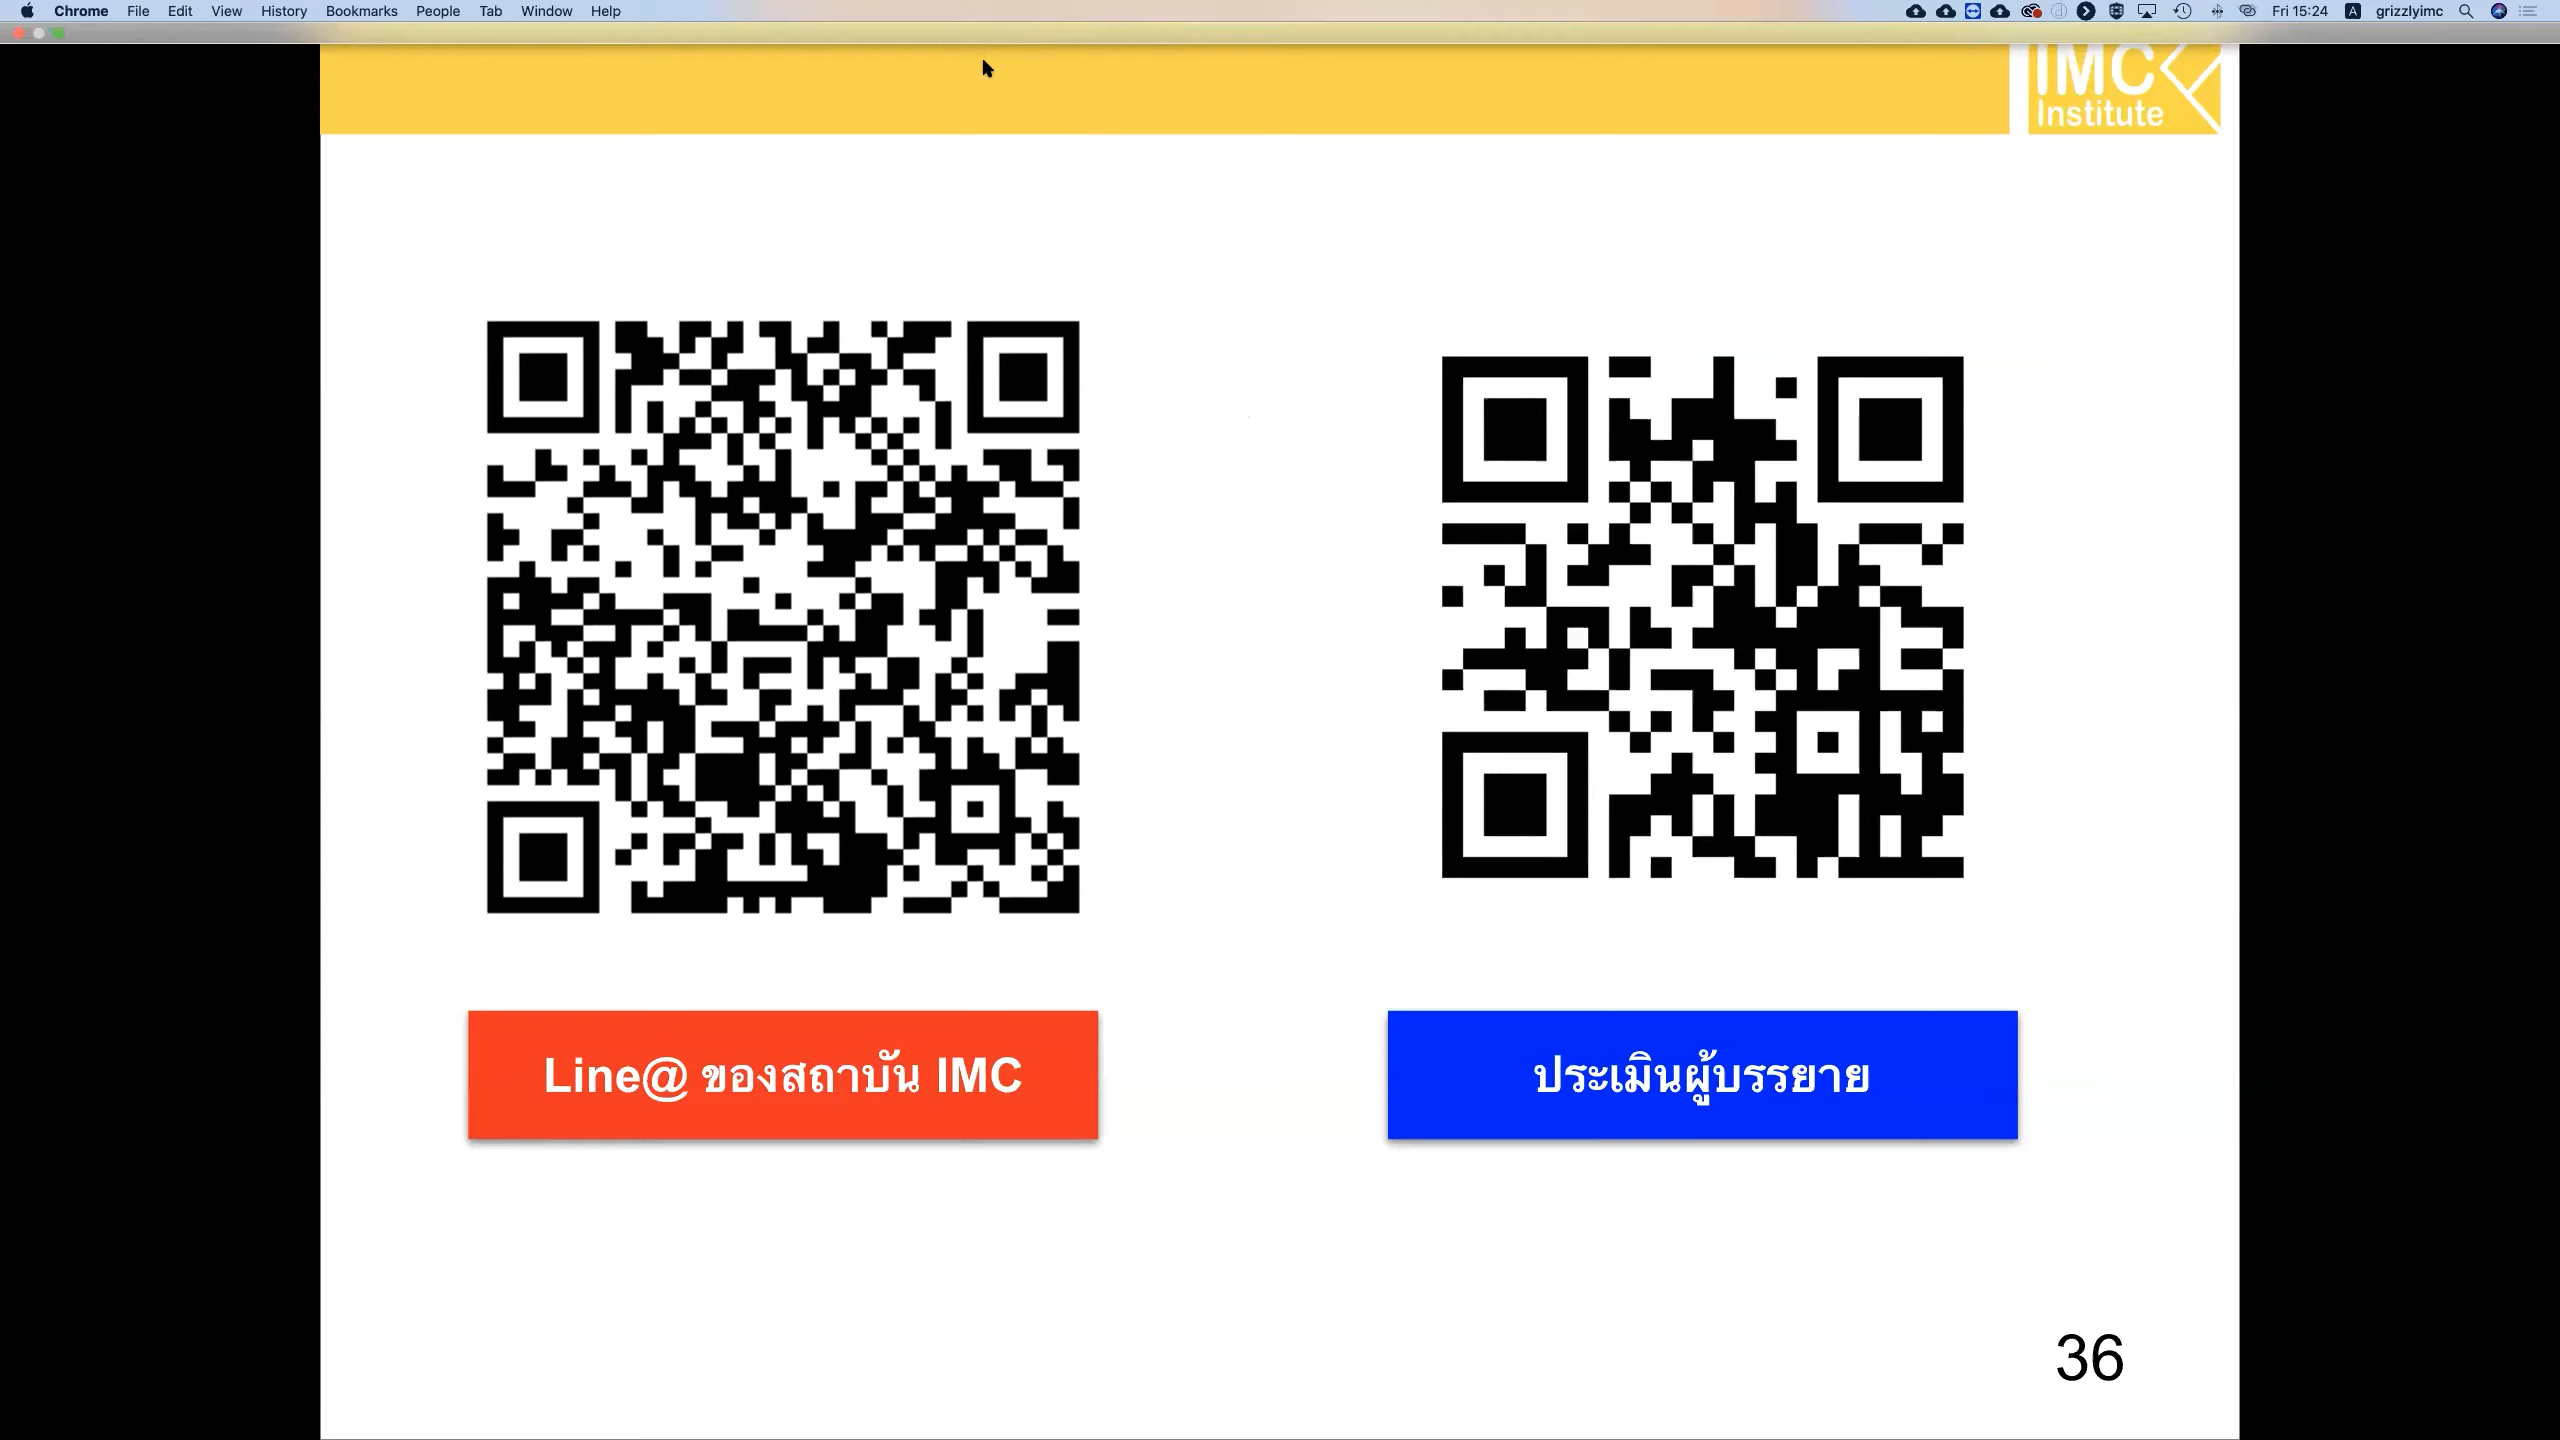 Chrome File Edit View History Bookmarks People Tab Window Help
Fri 15:24 A grizzlyimc
IMC
Institute
Line@ ของสถาบัน IMC
ประเมินผู้บรรยาย
36